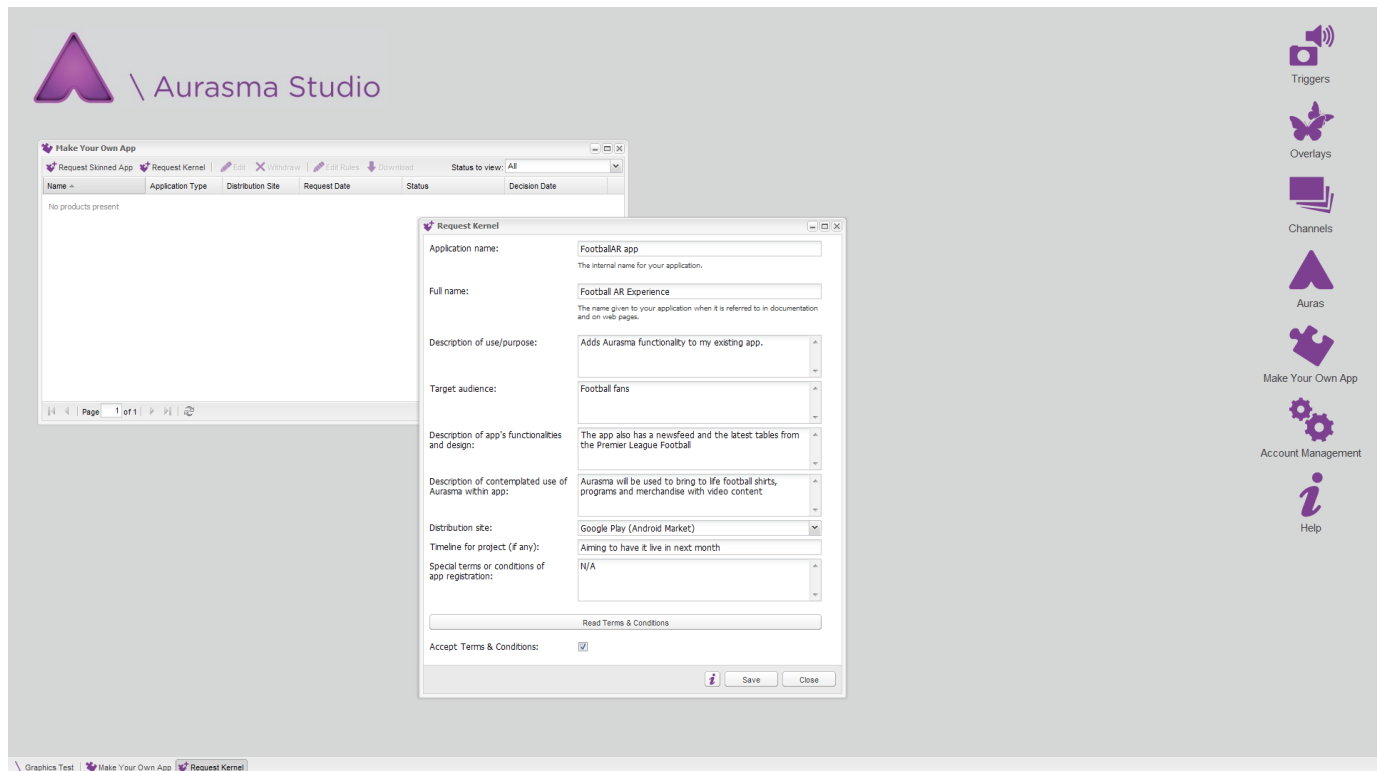 \ Aurasma Studio
Triggers
Overlays
Channels
Auras
Make Your Own App
Account Management
Help
Make Your Own App
Request Skinned App Request Kernel Edit Withdraw Edit Rules Download Status to view: All
Name Application Type Distribution Site Request Date Status Decision Date
No products present
Page 1 of 1
Request Kernel
Application name: FootballAR app
The internal name for your application.
Full name: Football AR Experience
The name given to your application when it is referred to in documentation
and on web pages.
Description of use/purpose: Adds Aurasma functionality to my existing app.
Target audience: Football fans
Description of app's functionalities
and design:
The app also has a newsfeed and the latest tables from
the Premier League Football
Description of contemplated use of
Aurasma within app:
Aurasma will be used to bring to life football shirts,
programs and merchandise with video content
Distribution site: Google Play (Android Market)
Timeline for project (if any): Aiming to have it live in next month
Special terms or conditions of
app registration:
N/A
Read Terms & Conditions
Accept Terms & Conditions:
i Save Close
\ Graphics Test Make Your Own App Request Kernel